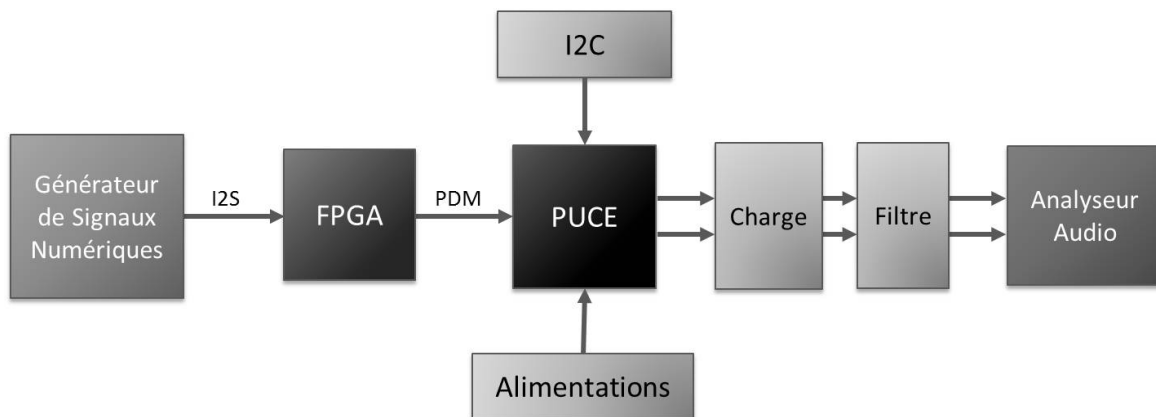 I2C
Générateur
de Signaux
Numériques
I2S
FPGA
PDM
PUCE
Charge
Filtre
Analyseur
Audio
Alimentations